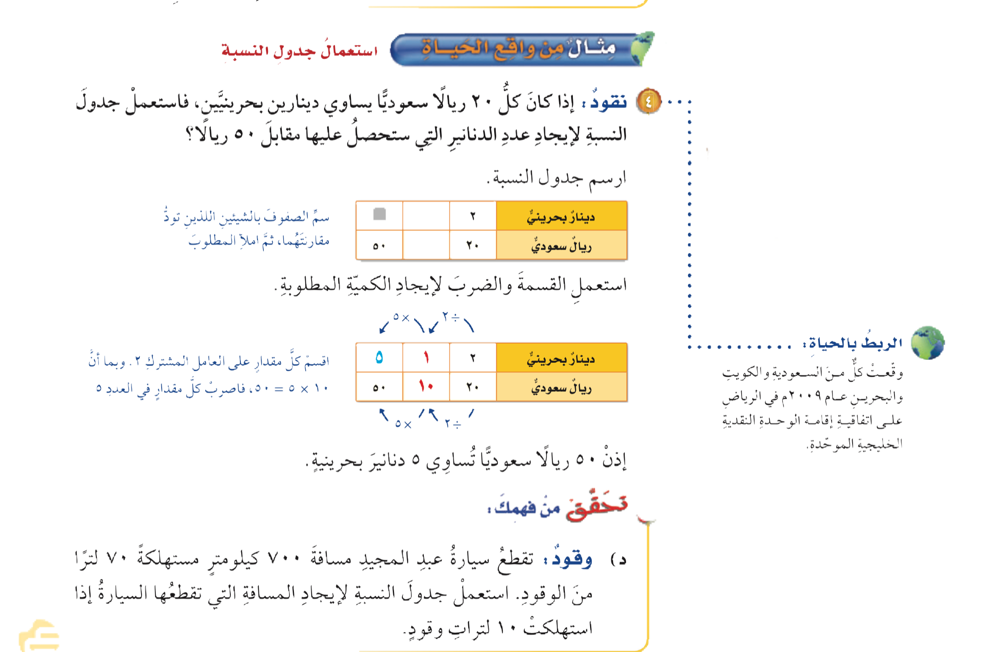 مِثَالٌ مِن واقِعِ الحَيَاةِ استعمالُ جدولِ النسبةِ
٤ نقودٌ: إذا كانَ كلُّ ٢٠ ريالًا سعوديًّا يساوي دينارين بحرينيَّينِ، فاستعملْ جدولَ
النسبةِ لإيجادِ عددِ الدنانيرِ التِي ستحصلُ عليها مقابلَ ٥٠ ريالًا؟
ارسم جدول النسبة.
دينارٌ بحرينيٌّ ٢
ريالٌ سعوديٌّ ٢٠ ٥٠
سمِّ الصفوفَ بالشيئينِ اللذينِ تودُّ
مقارنتَهُما، ثمَّ املأِ المطلوبَ
استعملِ القسمةَ والضربَ لإيجادِ الكميّةِ المطلوبةِ.
÷٢ ×٥
دينارٌ بحرينيٌّ ٢ ١ ٥
ريالٌ سعوديٌّ ٢٠ ١٠ ٥٠
÷٢ ×٥
اقسمْ كلَّ مقدارٍ على العامل المشتركِ ٢. وبما أنَّ
١٠ × ٥ = ٥٠، فاضربْ كلَّ مقدارٍ في العددِ ٥
إذنْ ٥٠ ريالًا سعوديًّا تُساوِي ٥ دنانيرَ بحرينيةٍ.
الربطُ بالحياةِ:
وقّعتْ كلٌّ منَ السعوديةِ والكويتِ
والبحرينِ عام ٢٠٠٩م في الرياضِ
على اتفاقيةِ إقامة الوحدةِ النقديةِ
الخليجيةِ الموحّدةِ.
تَحَقَّقْ منْ فهمِكَ:
د) وقودٌ: تقطعُ سيارةُ عبدِ المجيدِ مسافةَ ٧٠٠ كيلومترٍ مستهلكةً ٧٠ لترًا
منَ الوقودِ. استعملْ جدولَ النسبةِ لإيجادِ المسافةِ التي تقطعُها السيارةُ إذا
استهلكتْ ١٠ لتراتِ وقودٍ.